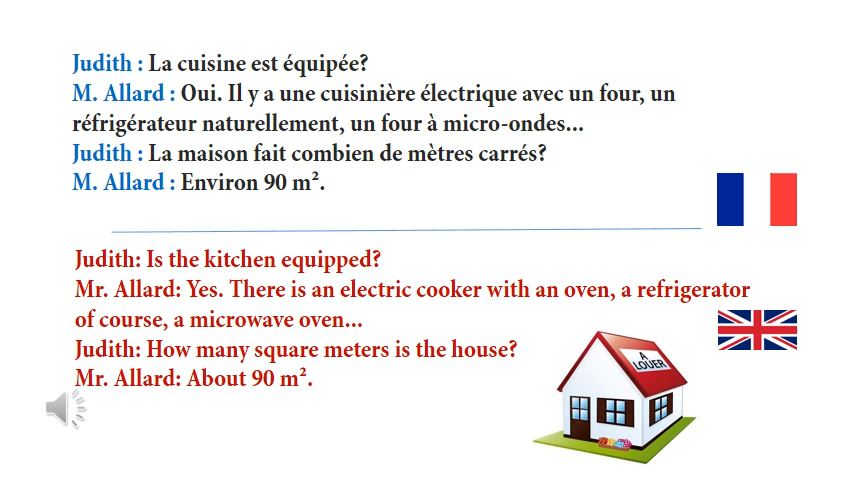 Judith : La cuisine est équipée?
M. Allard : Oui. Il y a une cuisinière électrique avec un four, un
réfrigérateur naturellement, un four à micro-ondes...
Judith : La maison fait combien de mètres carrés?
M. Allard : Environ 90 m².
Judith: Is the kitchen equipped?
Mr. Allard: Yes. There is an electric cooker with an oven, a refrigerator
of course, a microwave oven...
Judith: How many square meters is the house?
Mr. Allard: About 90 m².
A
LOUER